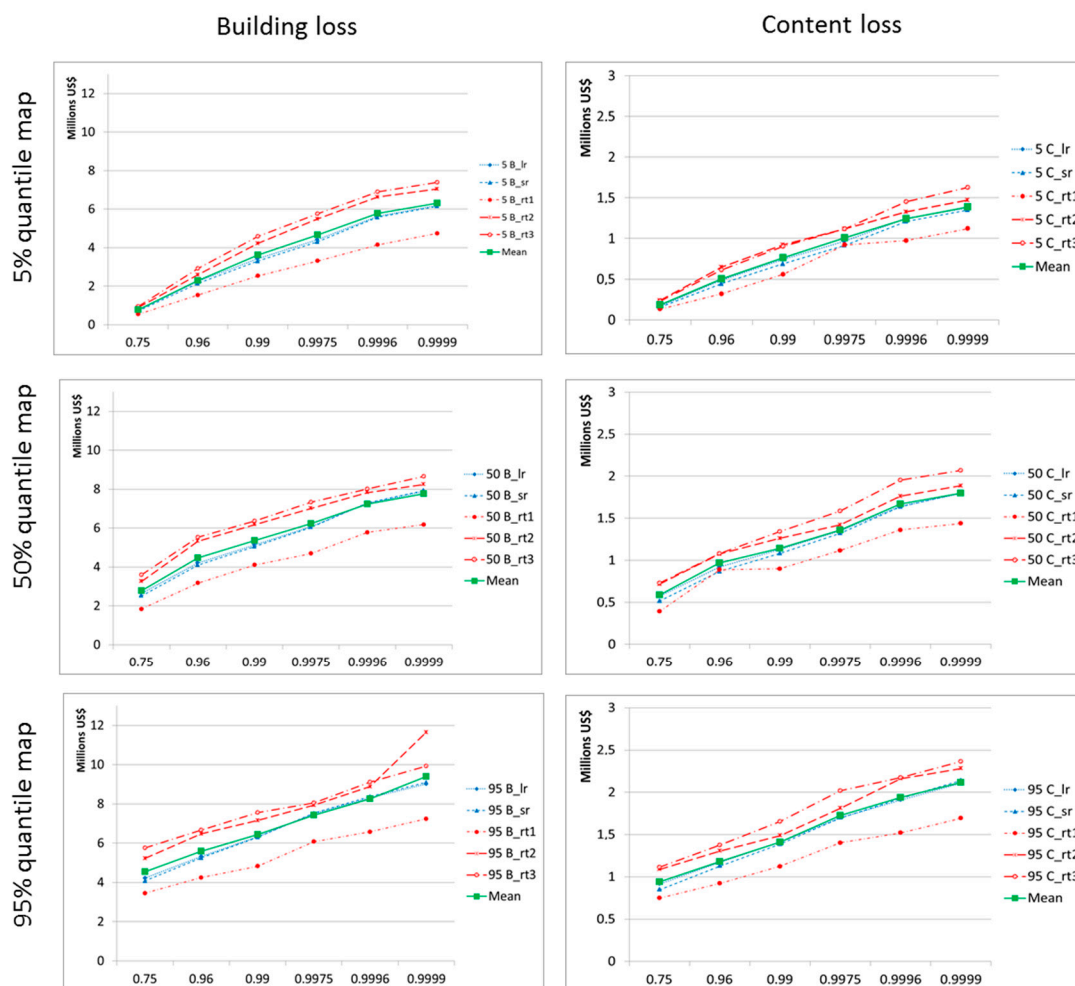 Building loss
Content loss
5% quantile map
Millions US$
12
10
8
6
4
2
0
0.75 0.96 0.99 0.9975 0.9996 0.9999
5 B_lr
5 B_sr
5 B_rt1
5 B_rt2
5 B_rt3
Mean
Millions US$
3
2.5
2
1.5
1
0.5
0
0.75 0.96 0.99 0.9975 0.9996 0.9999
5 C_lr
5 C_sr
5 C_rt1
5 C_rt2
5 C_rt3
Mean
50% quantile map
Millions US$
12
10
8
6
4
2
0
0.75 0.96 0.99 0.9975 0.9996 0.9999
50 B_lr
50 B_sr
50 B_rt1
50 B_rt2
50 B_rt3
Mean
Millions US$
3
2.5
2
1.5
1
0.5
0
0.75 0.96 0.99 0.9975 0.9996 0.9999
50 C_lr
50 C_sr
50 C_rt1
50 C_rt2
50 C_rt3
Mean
95% quantile map
Millions US$
12
10
8
6
4
2
0
0.75 0.96 0.99 0.9975 0.9996 0.9999
95 B_lr
95 B_sr
95 B_rt1
95 B_rt2
95 B_rt3
Mean
Millions US$
3
2.5
2
1.5
1
0.5
0
0.75 0.96 0.99 0.9975 0.9996 0.9999
95 C_lr
95 C_sr
95 C_rt1
95 C_rt2
95 C_rt3
Mean